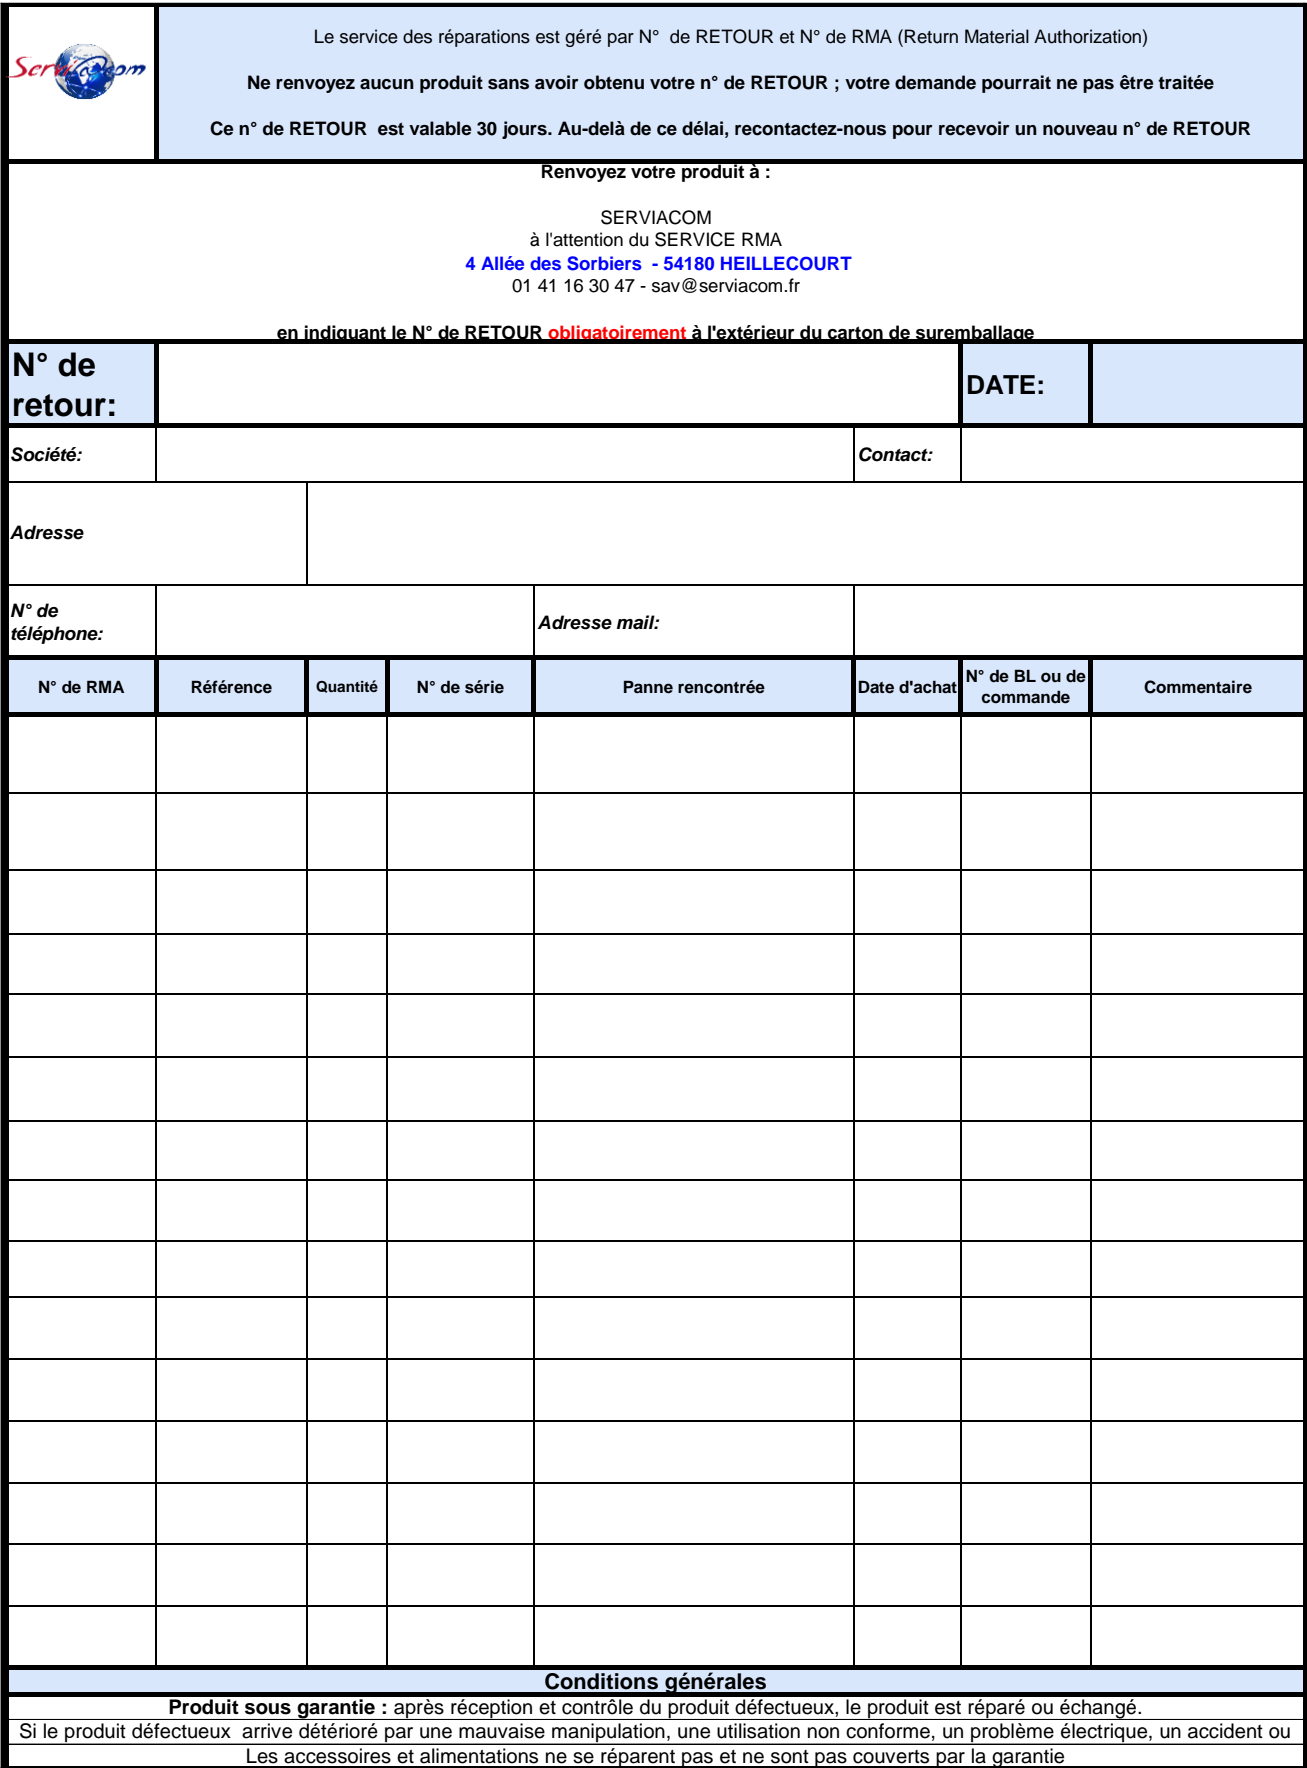 Serviacom
Le service des réparations est géré par N° de RETOUR et N° de RMA (Return Material Authorization)
Ne renvoyez aucun produit sans avoir obtenu votre n° de RETOUR ; votre demande pourrait ne pas être traitée
Ce n° de RETOUR est valable 30 jours. Au-delà de ce délai, recontactez-nous pour recevoir un nouveau n° de RETOUR
Renvoyez votre produit à :
SERVIACOM
à l'attention du SERVICE RMA
4 Allée des Sorbiers - 54180 HEILLECOURT
01 41 16 30 47 - sav@serviacom.fr
en indiquant le N° de RETOUR obligatoirement à l'extérieur du carton de suremballage
N° de
retour:
DATE:
Société:
Contact:
Adresse
N° de
téléphone:
Adresse mail:
N° de RMA
Référence
Quantité
N° de série
Panne rencontrée
Date d'achat
N° de BL ou de
commande
Commentaire
Conditions générales
Produit sous garantie : après réception et contrôle du produit défectueux, le produit est réparé ou échangé.
Si le produit défectueux arrive détérioré par une mauvaise manipulation, une utilisation non conforme, un problème électrique, un accident ou
Les accessoires et alimentations ne se réparent pas et ne sont pas couverts par la garantie